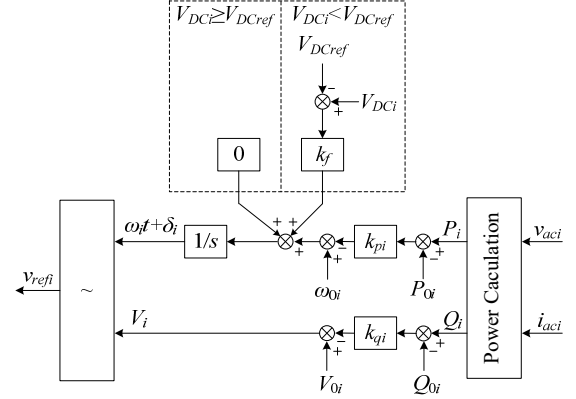 V_DCi≥V_DCref V_DCi<V_DCref
V_DCref
−
+ V_DCi
0 k_f
+ +
ω_it+δ_i 1/s + − k_pi P_i v_aci
+ − +
ω_0i P_0i
v_refi ~ Power Caculation
V_i − k_qi Q_i i_aci
+ − +
V_0i Q_0i